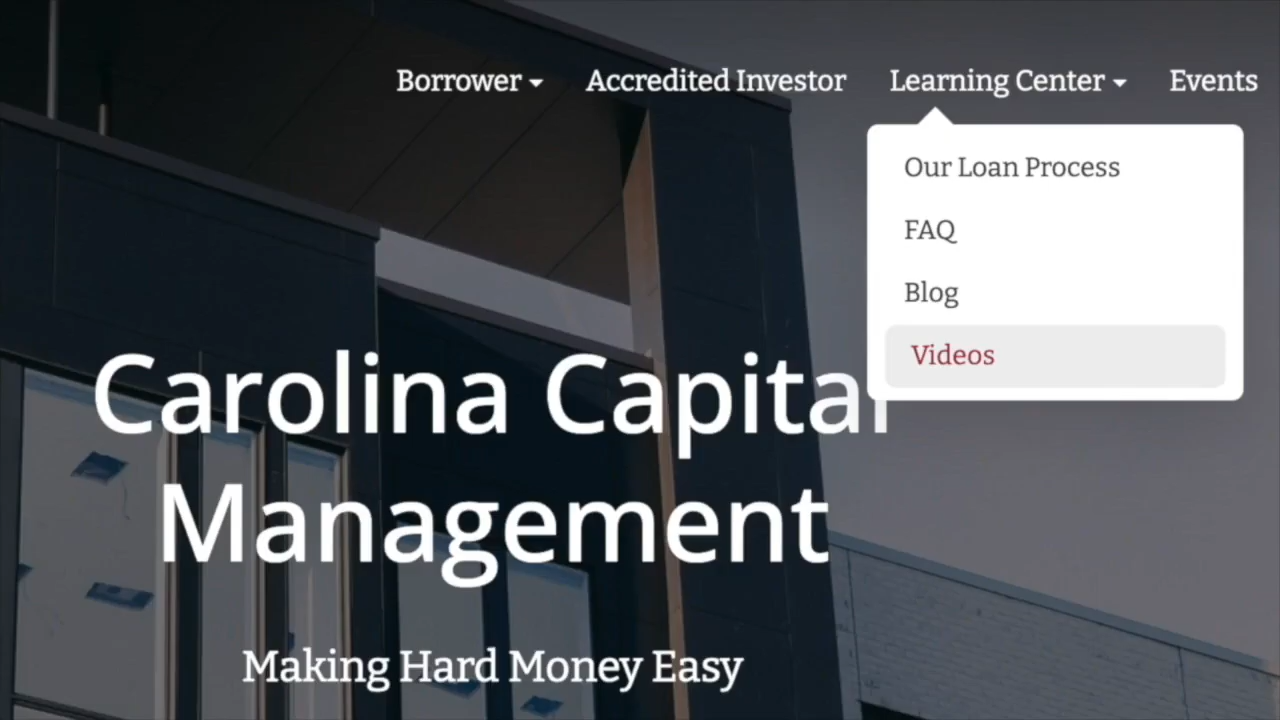 Borrower Accredited Investor Learning Center Events
Our Loan Process
FAQ
Blog
Videos
Carolina Capital
Management
Making Hard Money Easy